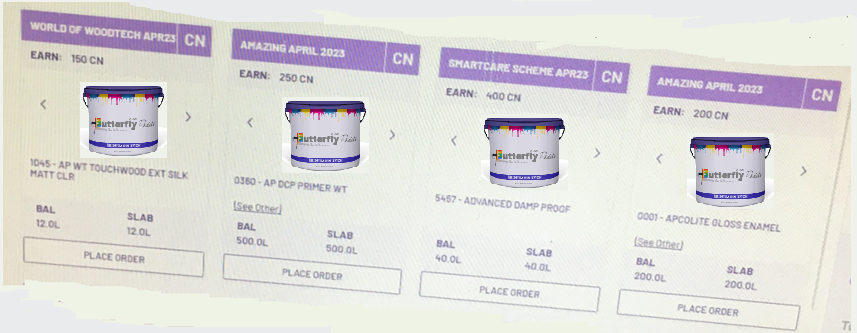 WORLD OF WOODTECH APR23 CN
EARN: 150 CN
Butterfly
1045 - AP WT TOUCHWOOD EXT SILK
MATT CLR
BAL SLAB
12.0L 12.0L
PLACE ORDER
AMAZING APRIL 2023 CN
EARN: 250 CN
Butterfly
0360 - AP DCP PRIMER WT
(See Other)
BAL SLAB
500.0L 500.0L
PLACE ORDER
SMARTCARE SCHEME APR23 CN
EARN: 400 CN
Butterfly
5457 - ADVANCED DAMP PROOF
BAL SLAB
40.0L 40.0L
PLACE ORDER
AMAZING APRIL 2023 CN
EARN: 200 CN
Butterfly
0001 - APCOLITE GLOSS ENAMEL
(See Other)
BAL SLAB
200.0L 200.0L
PLACE ORDER